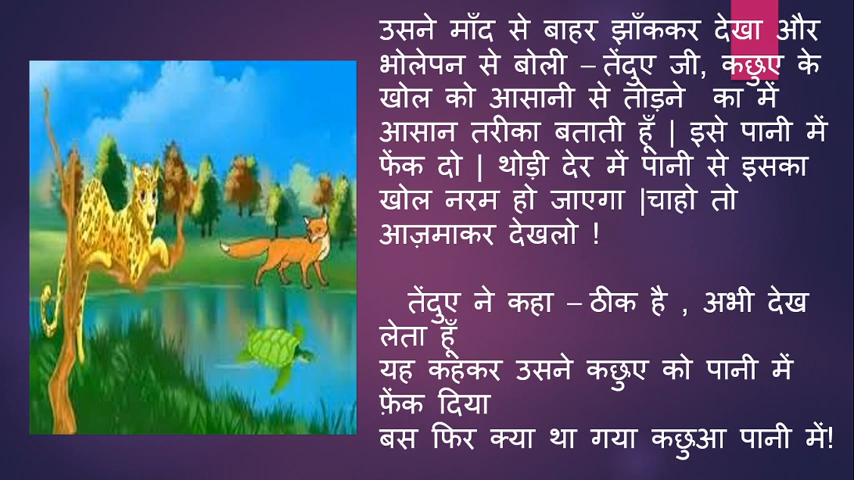 उसने माँद से बाहर झाँककर देखा और
भोलेपन से बोली – तेंदुए जी, कछुए के
खोल को आसानी से तोड़ने का में
आसान तरीका बताती हूँ | इसे पानी में
फेंक दो | थोड़ी देर में पानी से इसका
खोल नरम हो जाएगा |चाहो तो
आज़माकर देखलो !
तेंदुए ने कहा – ठीक है , अभी देख
लेता हूँ
यह कहकर उसने कछुए को पानी में
फ़ेंक दिया
बस फिर क्या था गया कछुआ पानी में!